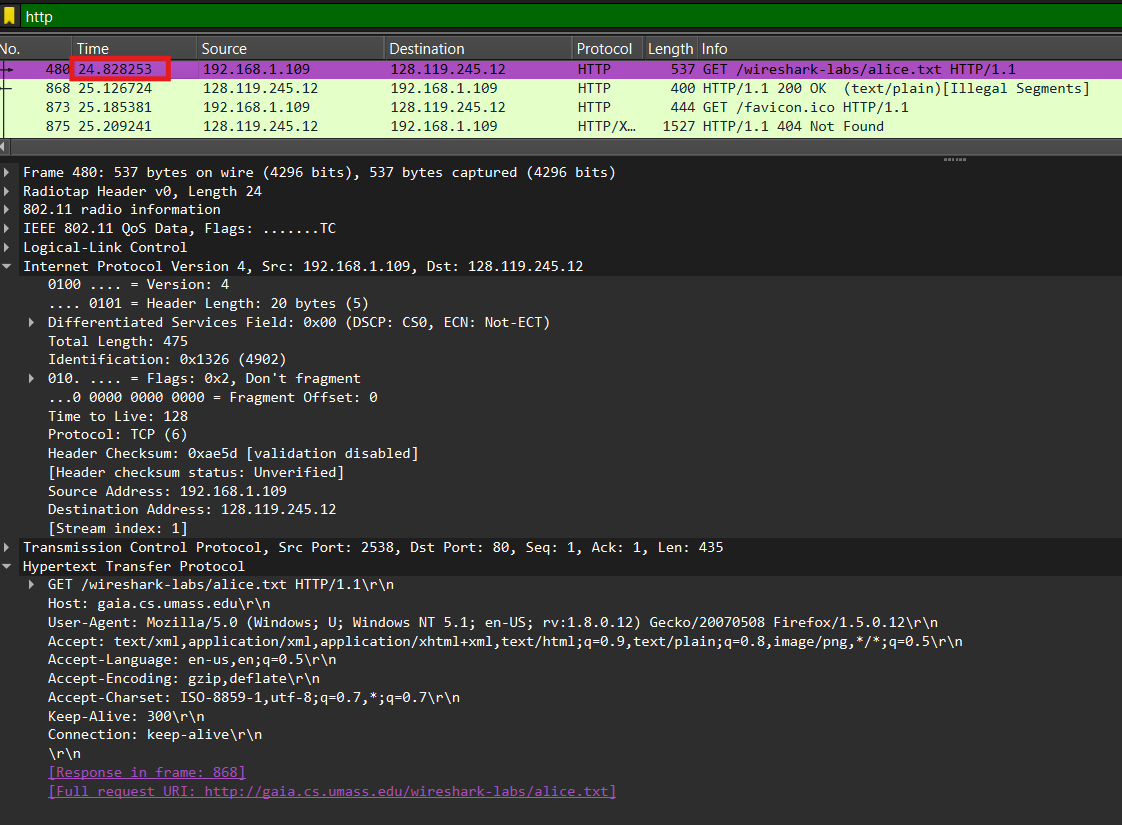 http
No. Time Source Destination Protocol Length Info
480 24.828253 192.168.1.109 128.119.245.12 HTTP 537 GET /wireshark-labs/alice.txt HTTP/1.1
868 25.126724 128.119.245.12 192.168.1.109 HTTP 400 HTTP/1.1 200 OK (text/plain)[Illegal Segments]
873 25.185381 192.168.1.109 128.119.245.12 HTTP 444 GET /favicon.ico HTTP/1.1
875 25.209241 128.119.245.12 192.168.1.109 HTTP/X… 1527 HTTP/1.1 404 Not Found
Frame 480: 537 bytes on wire (4296 bits), 537 bytes captured (4296 bits)
Radiotap Header v0, Length 24
802.11 radio information
IEEE 802.11 QoS Data, Flags: .......TC
Logical-Link Control
Internet Protocol Version 4, Src: 192.168.1.109, Dst: 128.119.245.12
0100 .... = Version: 4
.... 0101 = Header Length: 20 bytes (5)
Differentiated Services Field: 0x00 (DSCP: CS0, ECN: Not-ECT)
Total Length: 475
Identification: 0x1326 (4902)
010. .... = Flags: 0x2, Don't fragment
...0 0000 0000 0000 = Fragment Offset: 0
Time to Live: 128
Protocol: TCP (6)
Header Checksum: 0xae5d [validation disabled]
[Header checksum status: Unverified]
Source Address: 192.168.1.109
Destination Address: 128.119.245.12
[Stream index: 1]
Transmission Control Protocol, Src Port: 2538, Dst Port: 80, Seq: 1, Ack: 1, Len: 435
Hypertext Transfer Protocol
GET /wireshark-labs/alice.txt HTTP/1.1\r\n
Host: gaia.cs.umass.edu\r\n
User-Agent: Mozilla/5.0 (Windows; U; Windows NT 5.1; en-US; rv:1.8.0.12) Gecko/20070508 Firefox/1.5.0.12\r\n
Accept: text/xml,application/xml,application/xhtml+xml,text/html;q=0.9,text/plain;q=0.8,image/png,*/*;q=0.5\r\n
Accept-Language: en-us,en;q=0.5\r\n
Accept-Encoding: gzip,deflate\r\n
Accept-Charset: ISO-8859-1,utf-8;q=0.7,*;q=0.7\r\n
Keep-Alive: 300\r\n
Connection: keep-alive\r\n
\r\n
[Response in frame: 868]
[Full request URI: http://gaia.cs.umass.edu/wireshark-labs/alice.txt]